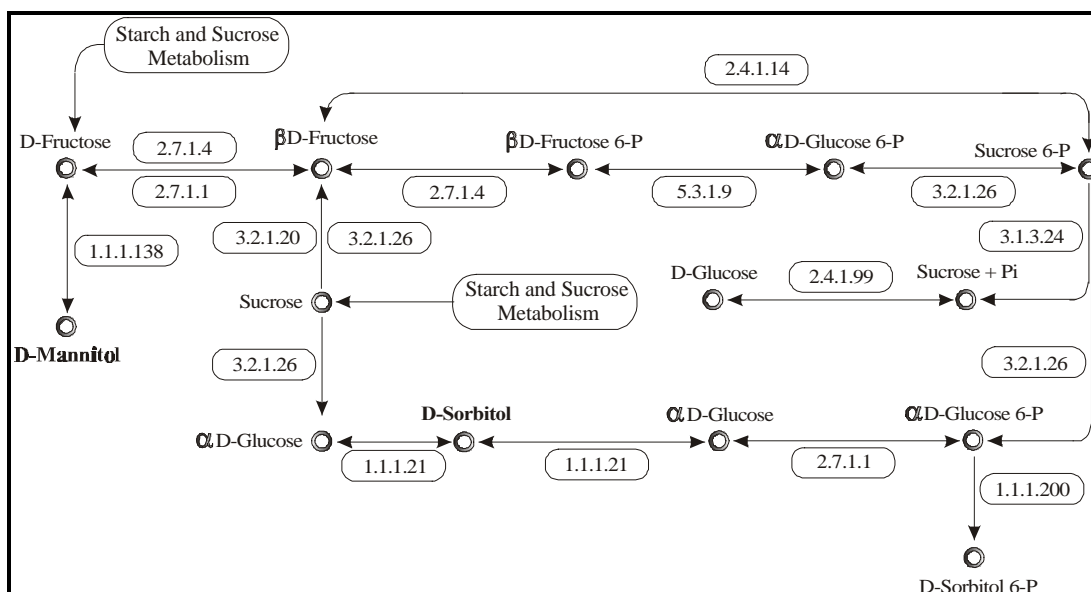 Starch and Sucrose
Metabolism
2.4.1.14
D-Fructose
2.7.1.4
βD-Fructose
βD-Fructose 6-P
αD-Glucose 6-P
Sucrose 6-P
2.7.1.1
2.7.1.4
5.3.1.9
3.2.1.26
1.1.1.138
3.2.1.20
3.2.1.26
3.1.3.24
D-Glucose
2.4.1.99
Sucrose + Pi
Sucrose
Starch and Sucrose
Metabolism
D-Mannitol
3.2.1.26
3.2.1.26
αD-Glucose
D-Sorbitol
αD-Glucose
αD-Glucose 6-P
1.1.1.21
1.1.1.21
2.7.1.1
1.1.1.200
D-Sorbitol 6-P